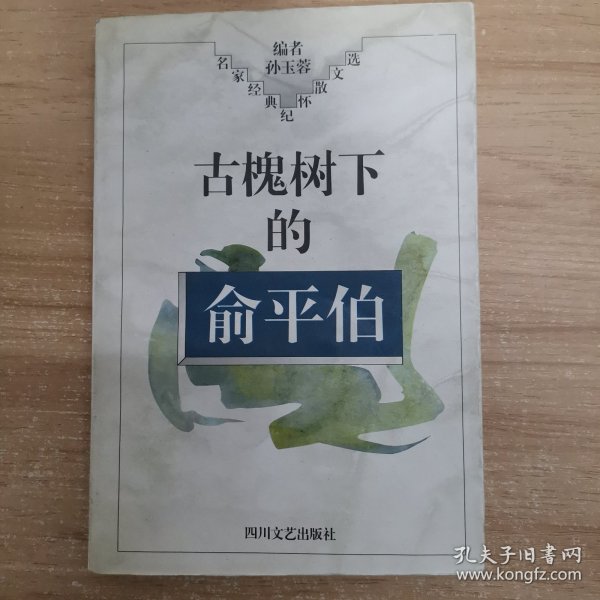 编者
孙玉蓉
名家经典纪怀散文选
古槐树下
的
俞平伯
四川文艺出版社
孔夫子旧书网
www.kongfz.com